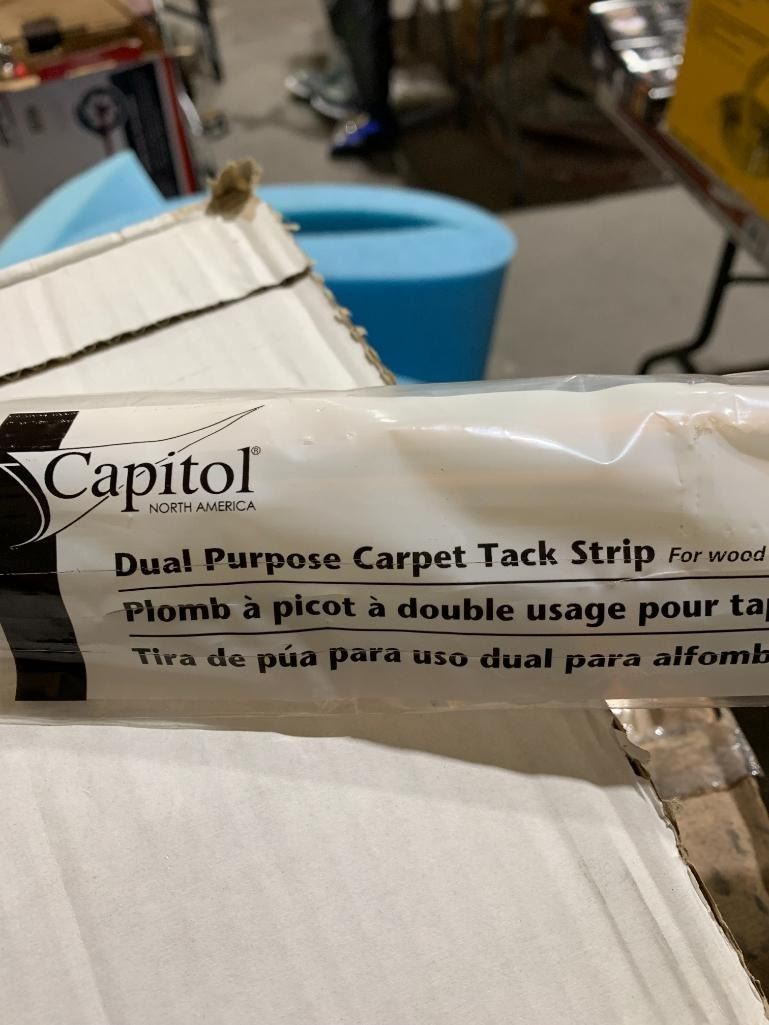 Capitol®
NORTH AMERICA
Dual Purpose Carpet Tack Strip For wood
Plomb à picot à double usage pour tap
Tira de púa para uso dual para alfomb